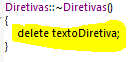 Diretivas::~Diretivas()
{
delete textoDiretiva;
}